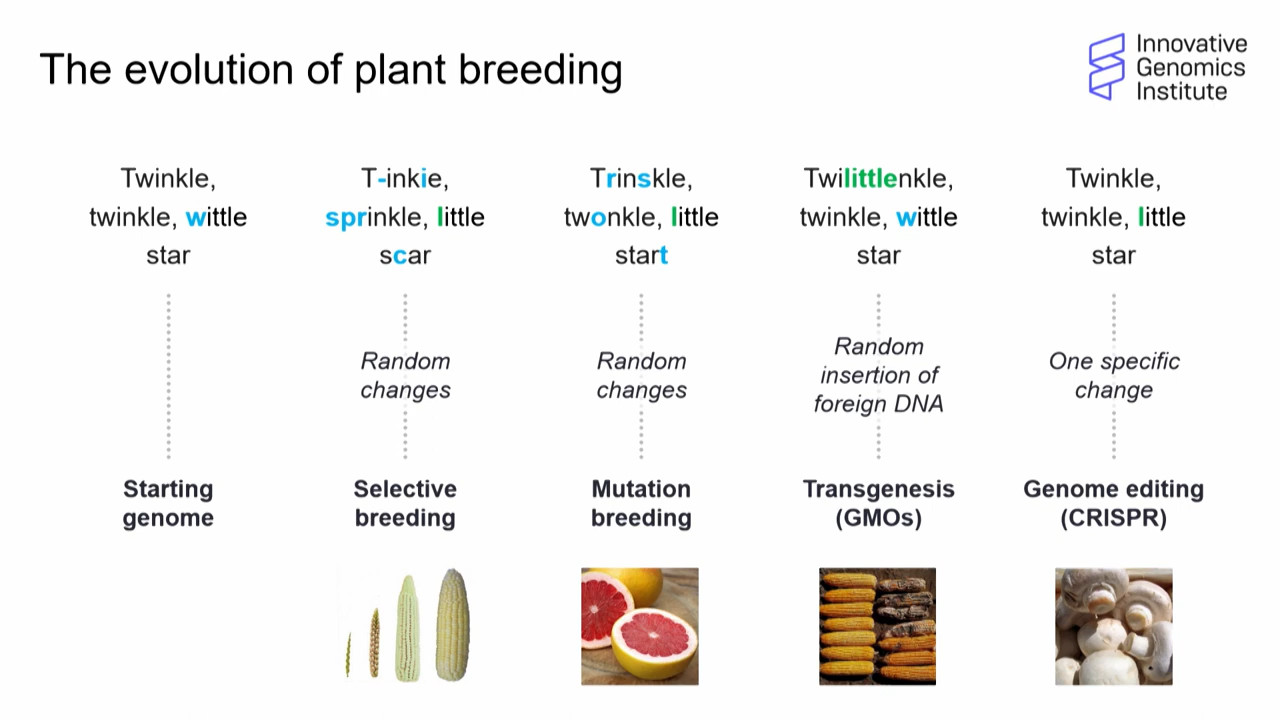 The evolution of plant breeding
Innovative
Genomics
Institute
Twinkle,
twinkle, wittle
star
Starting
genome
T-inkie,
sprinkle, little
scar
Random
changes
Selective
breeding
Trinskle,
twonkle, little
start
Random
changes
Mutation
breeding
Twilittlenkle,
twinkle, wittle
star
Random
insertion of
foreign DNA
Transgenesis
(GMOs)
Twinkle,
twinkle, little
star
One specific
change
Genome editing
(CRISPR)